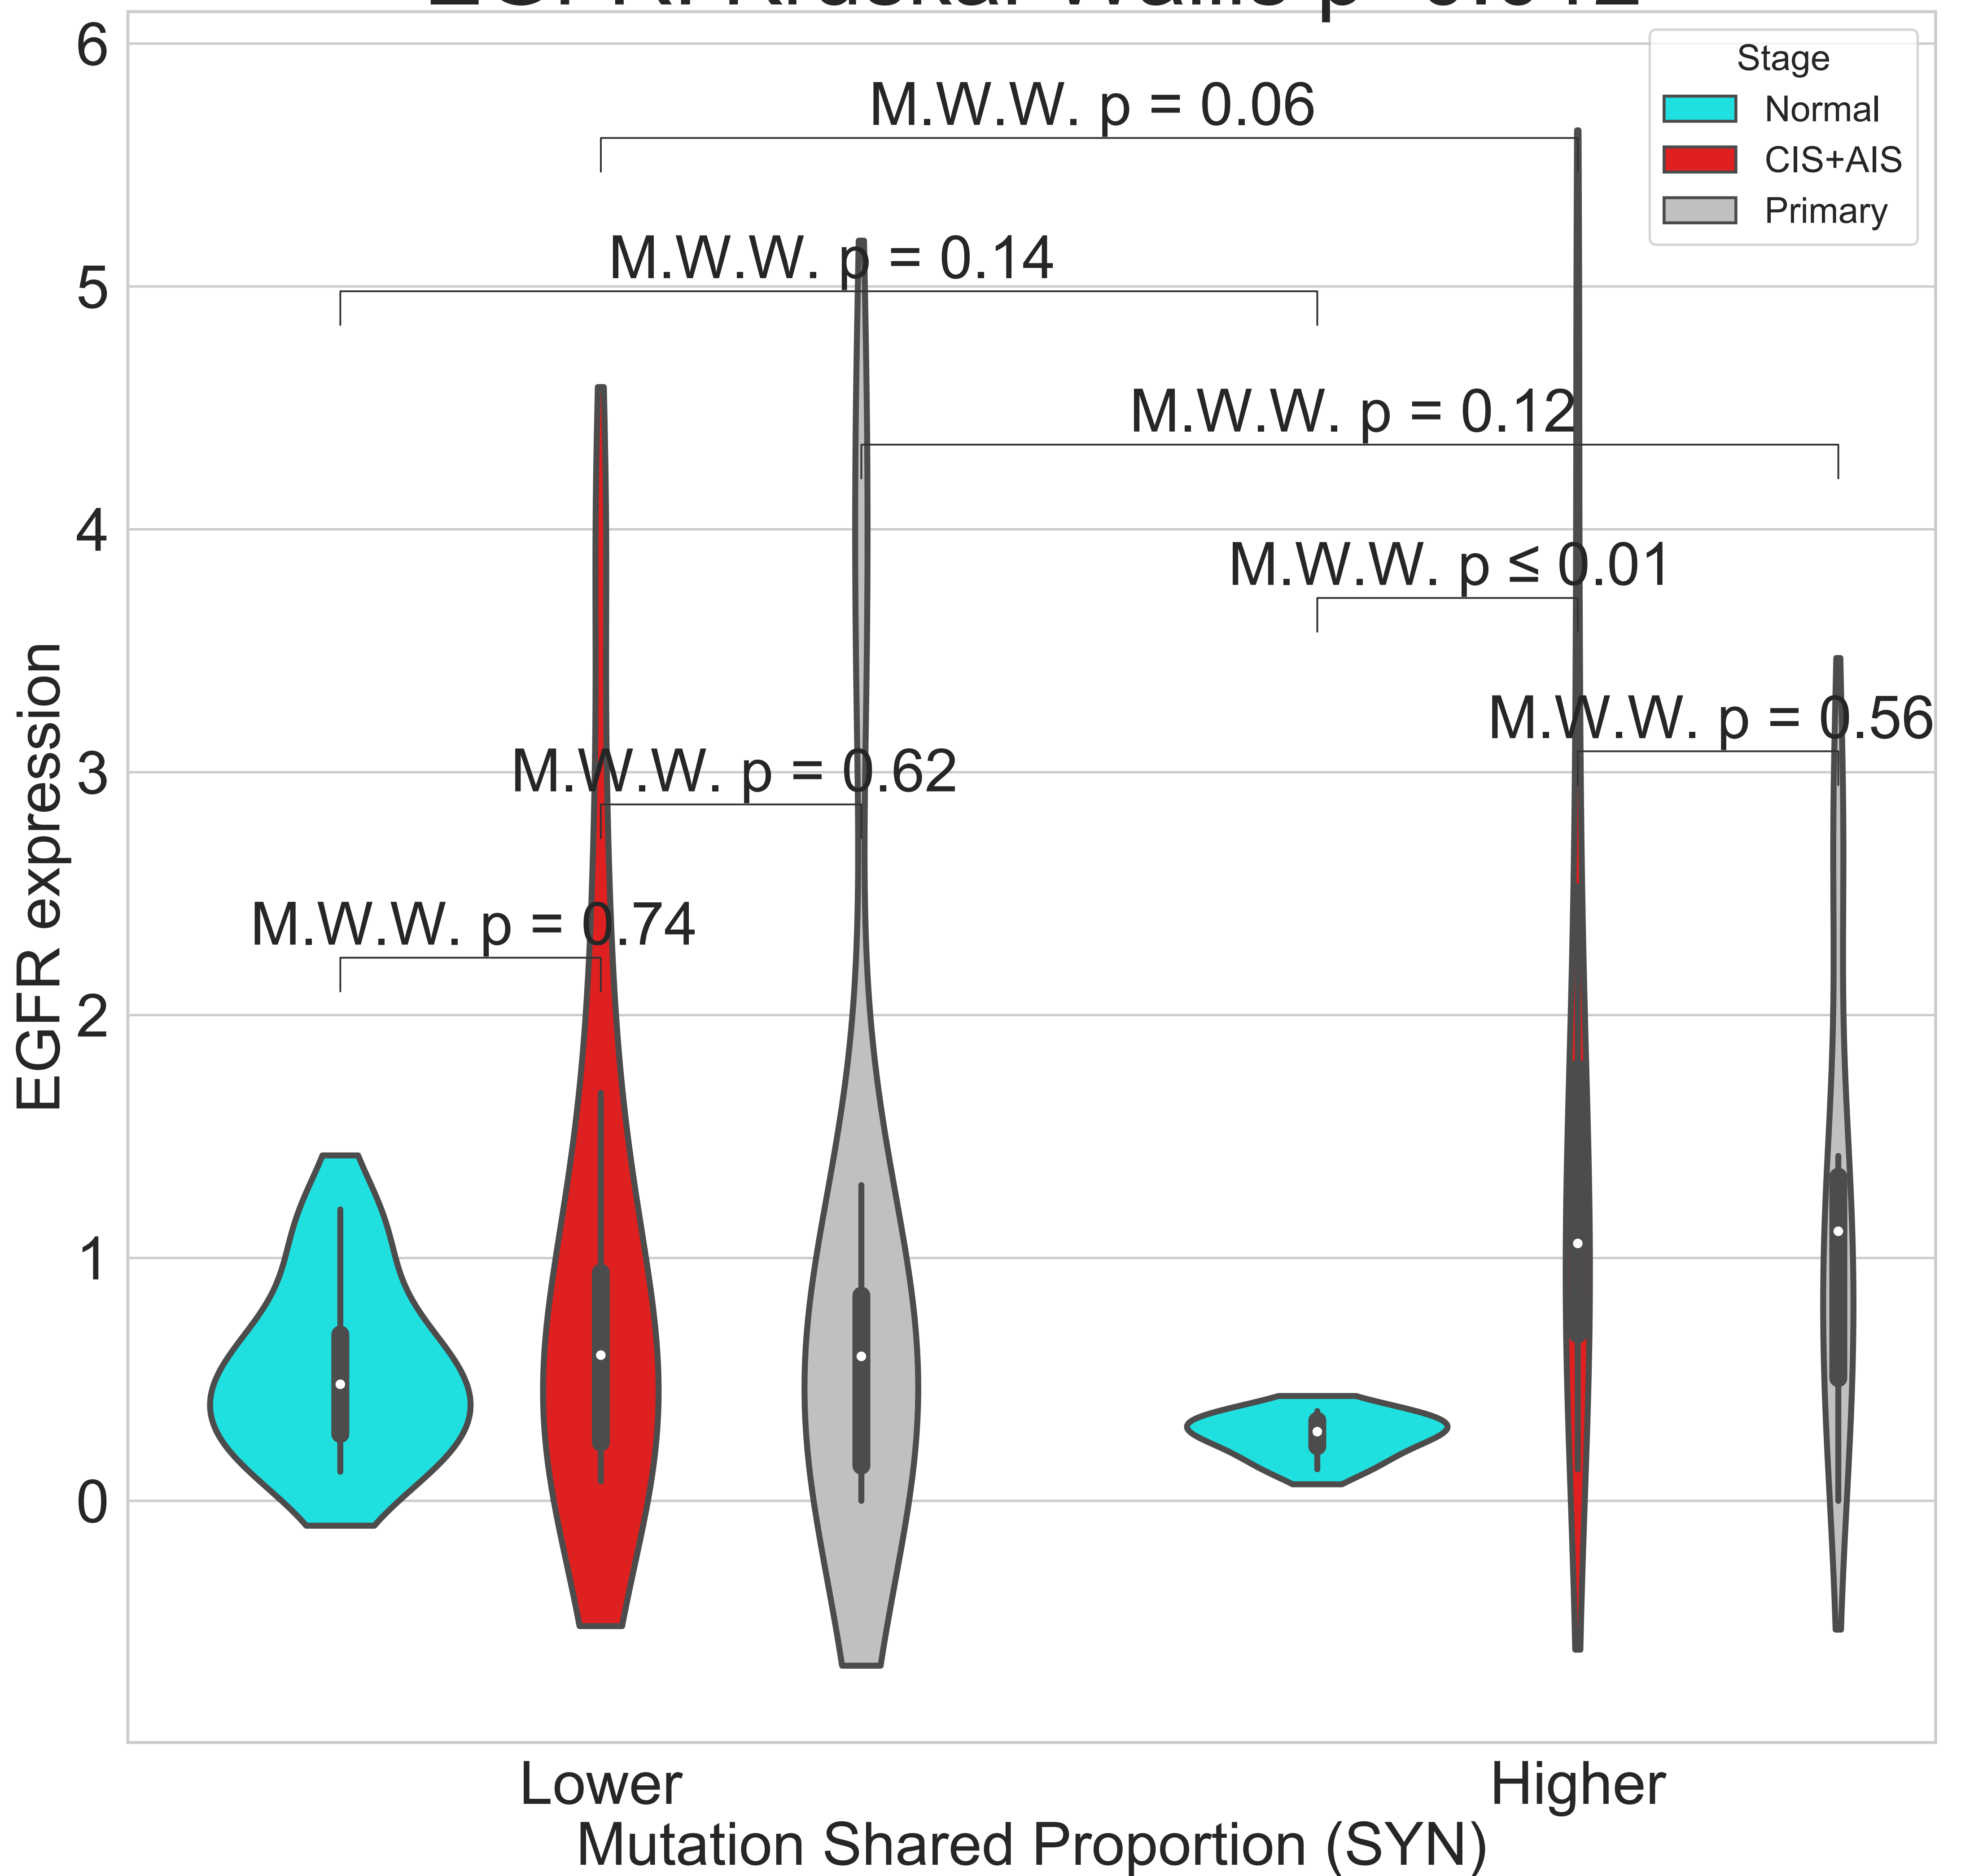 6
Stage
Normal
CIS+AIS
Primary
M.W.W. p = 0.06
M.W.W. p = 0.14
5
M.W.W. p = 0.12
4
M.W.W. p ≤ 0.01
M.W.W. p = 0.56
3
M.W.W. p = 0.62
M.W.W. p = 0.74
EGFR expression
2
1
0
Lower
Higher
Mutation Shared Proportion (SYN)